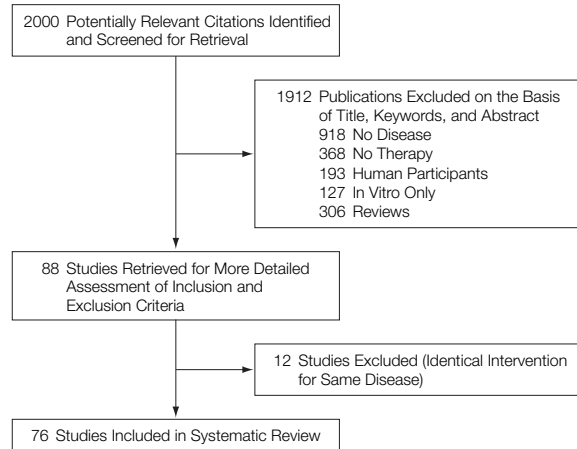 2000 Potentially Relevant Citations Identified
and Screened for Retrieval
1912 Publications Excluded on the Basis
of Title, Keywords, and Abstract
918 No Disease
368 No Therapy
193 Human Participants
127 In Vitro Only
306 Reviews
88 Studies Retrieved for More Detailed
Assessment of Inclusion and
Exclusion Criteria
12 Studies Excluded (Identical Intervention
for Same Disease)
76 Studies Included in Systematic Review